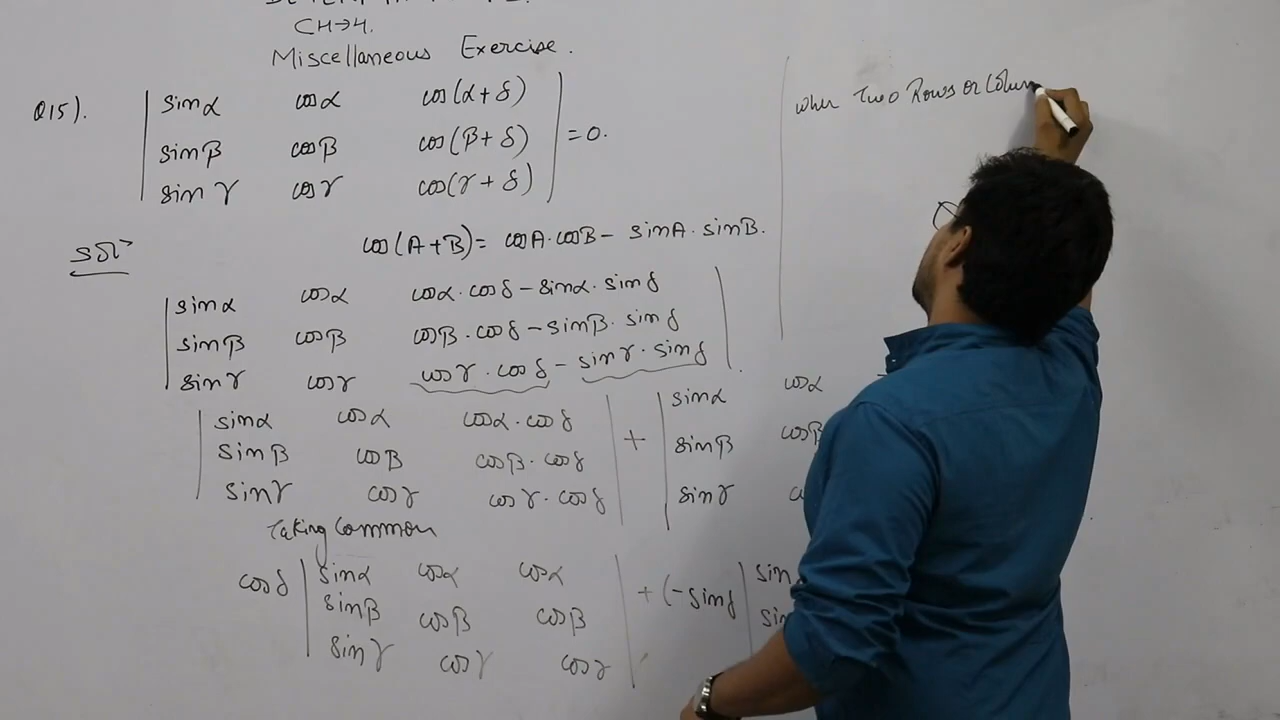 CH→4.
Miscellaneous Exercise.
Q15). | sinα cosα cos(α+δ) |
| sinβ cosβ cos(β+δ) | = 0.
| sinγ cosγ cos(γ+δ) |
Sol→
cos(A+B) = cosA.cosB - sinA.sinB.
| sinα cosα cosα.cosδ - sinα.sinδ |
| sinβ cosβ cosβ.cosδ - sinβ.sinδ |
| sinγ cosγ cosγ.cosδ - sinγ.sinδ |
| sinα cosα cosα.cosδ | + | sinα cosα
| sinβ cosβ cosβ.cosδ | | sinβ cosβ
| sinγ cosγ cosγ.cosδ | | sinγ
Taking Common
cosδ | sinα cosα cosα | + (-sinδ | sin
| sinβ cosβ cosβ | | sin
| sinγ cosγ cosγ |
when Two Rows or Colum